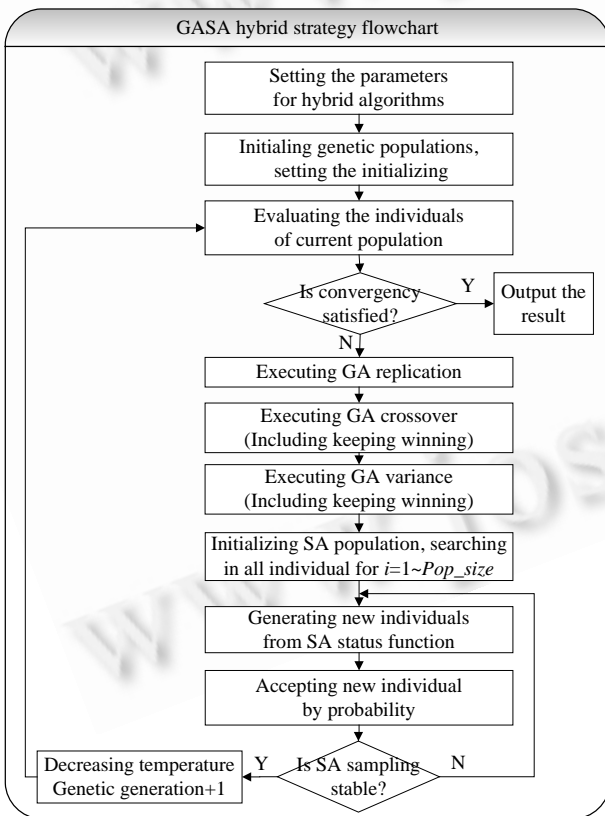 GASA hybrid strategy flowchart
Setting the parameters
for hybrid algorithms
Initialing genetic populations,
setting the initializing
Evaluating the individuals
of current population
Is convergency
satisfied?
Y
Output the
result
N
Executing GA replication
Executing GA crossover
(Including keeping winning)
Executing GA variance
(Including keeping winning)
Initializing SA population, searching
in all individual for i=1~Pop_size
Generating new individuals
from SA status function
Accepting new individual
by probability
Is SA sampling
stable?
Y
N
Decreasing temperature
Genetic generation+1
www.jos